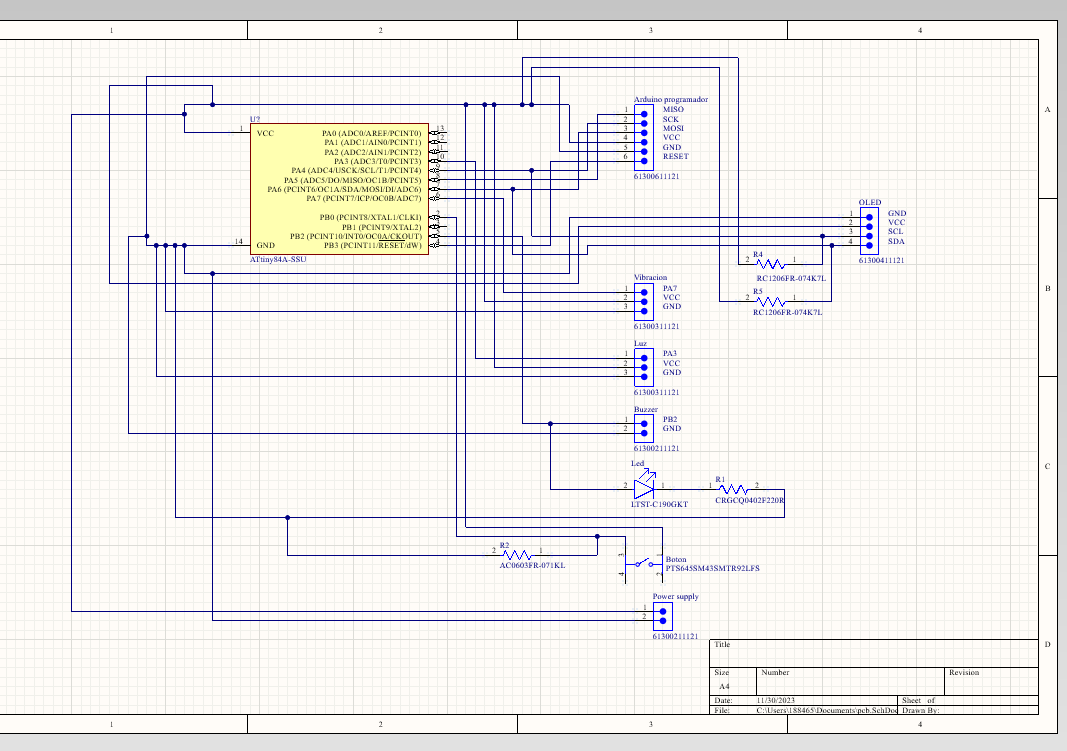 1 2 3 4
A
B
C
D
U?
1 VCC
14 GND
PA0 (ADC0/AREF/PCINT0) 13
PA1 (ADC1/AIN0/PCINT1)
PA2 (ADC2/AIN1/PCINT2)
PA3 (ADC3/T0/PCINT3) 10
PA4 (ADC4/USCK/SCL/T1/PCINT4)
PA5 (ADC5/DO/MISO/OC1B/PCINT5)
PA6 (PCINT6/OC1A/SDA/MOSI/DI/ADC6)
PA7 (PCINT7/ICP/OC0B/ADC7)
PB0 (PCINT8/XTAL1/CLKI)
PB1 (PCINT9/XTAL2)
PB2 (PCINT10/INT0/OC0A/CKOUT)
PB3 (PCINT11/RESET/dW)
ATtiny84A-SSU
Arduino programador
1 MISO
2 SCK
3 MOSI
4 VCC
5 GND
6 RESET
61300611121
OLED
1 GND
2 VCC
3 SCL
4 SDA
61300411121
R4
2 1
RC1206FR-074K7L
R5
2 1
RC1206FR-074K7L
Vibracion
1 PA7
2 VCC
3 GND
61300311121
Luz
1 PA3
2 VCC
3 GND
61300311121
Buzzer
1 PB2
2 GND
61300211121
Led
2 1
LTST-C190GKT
R1
1 2
CRGCQ0402F220R
R2
2 1
AC0603FR-071KL
3 1
4 2
Boton
PTS645SM43SMTR92LFS
Power supply
1
2
61300211121
Title
Size Number Revision
A4
Date: 11/30/2023 Sheet of
File: C:\Users\188465\Documents\pcb.SchDoc Drawn By:
1 2 3 4